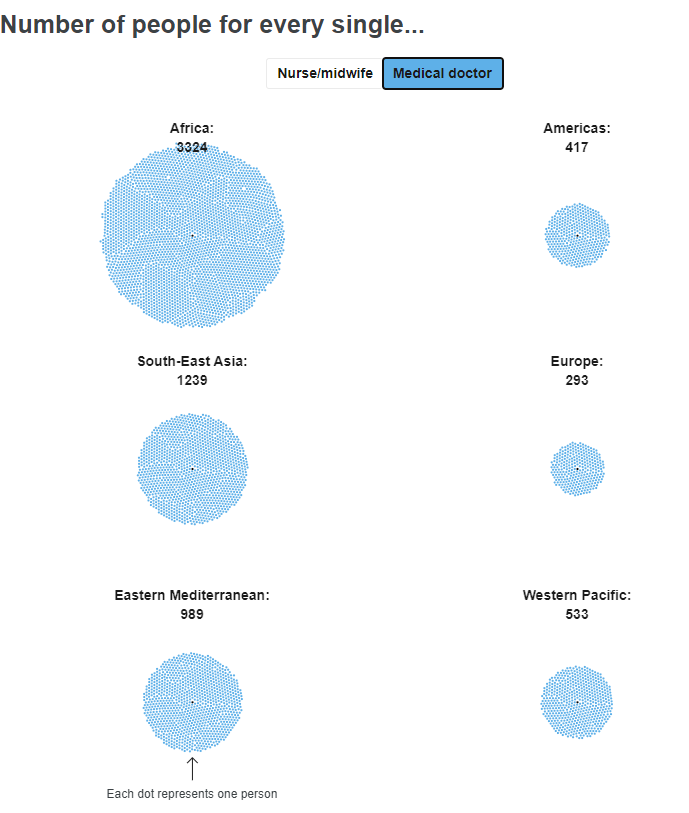 Number of people for every single...
Nurse/midwife Medical doctor
Africa:
3324
Americas:
417
South-East Asia:
1239
Europe:
293
Eastern Mediterranean:
989
Western Pacific:
533
Each dot represents one person